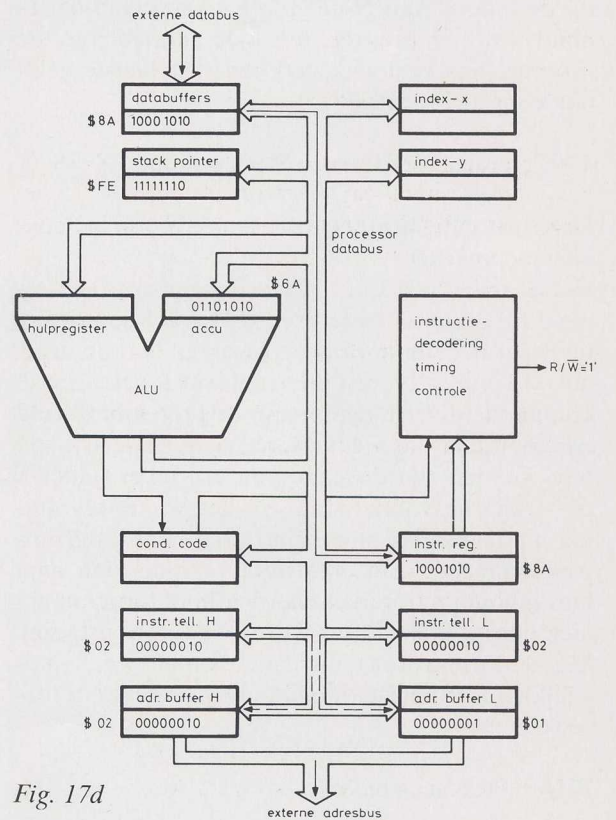 externe databus
databuffers
$8A
1000 1010
index-x
stack pointer
$FE
11111110
index-y
processor
databus
$6A
hulpregister
01101010
accu
ALU
instructie-
decodering
timing
controle
R/W̅='1'
cond. code
instr. reg.
10001010
$8A
instr. tell. H
$02
00000010
instr. tell. L
00000010
$02
adr. buffer H
$02
00000010
adr. buffer L
00000001
$01
externe adresbus
Fig. 17d